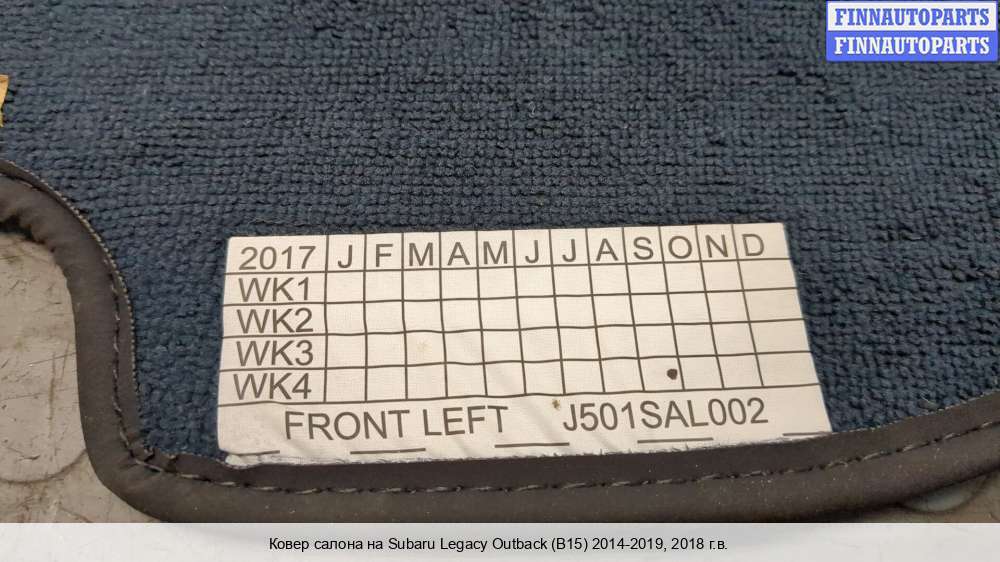 FINNAUTOPARTS
FINNAUTOPARTS
2017 J F M A M J J A S O N D
WK1
WK2
WK3
WK4
FRONT LEFT J501SAL002
Ковер салона на Subaru Legacy Outback (B15) 2014-2019, 2018 г.в.